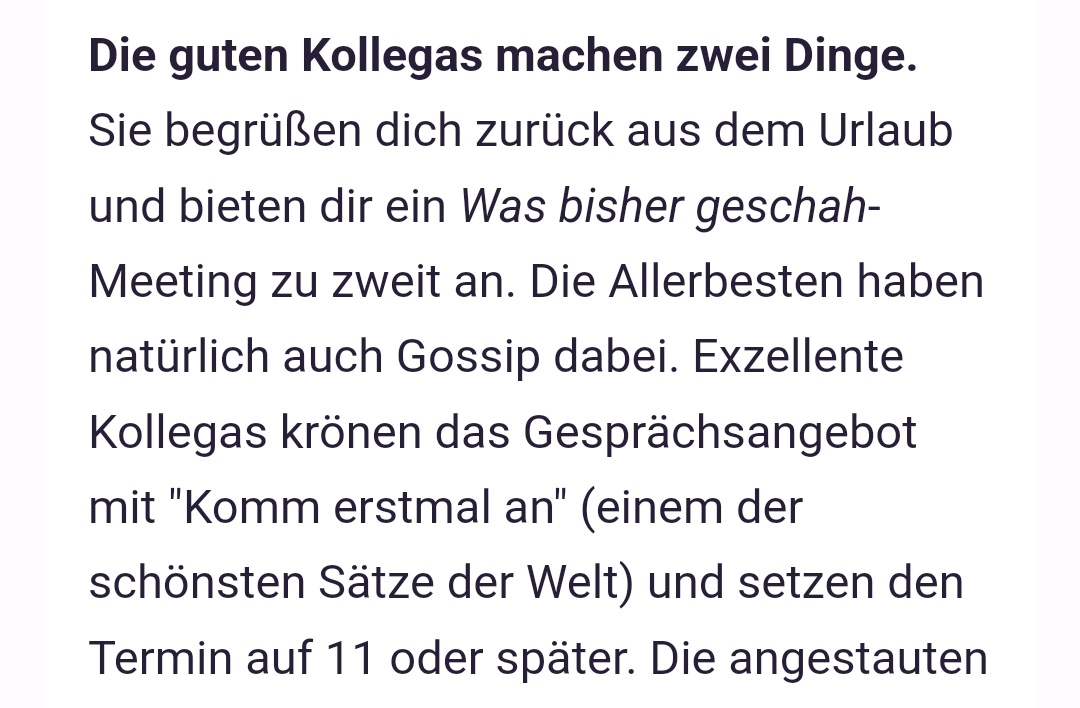 Die guten Kollegas machen zwei Dinge.
Sie begrüßen dich zurück aus dem Urlaub
und bieten dir ein Was bisher geschah-
Meeting zu zweit an. Die Allerbesten haben
natürlich auch Gossip dabei. Exzellente
Kollegas krönen das Gesprächsangebot
mit "Komm erstmal an" (einem der
schönsten Sätze der Welt) und setzen den
Termin auf 11 oder später. Die angestauten